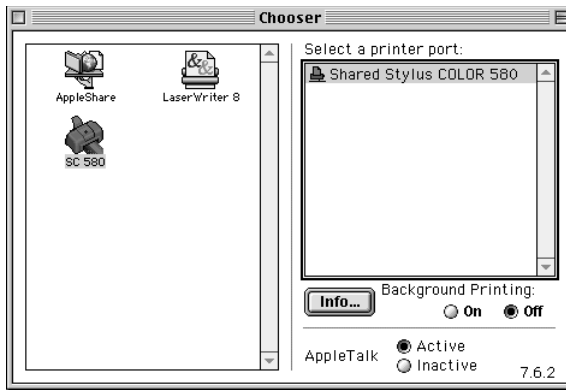 Chooser
AppleShare
LaserWriter 8
SC 580
Select a printer port:
Shared Stylus COLOR 580
Info...
Background Printing:
On Off
AppleTalk
Active
Inactive
7.6.2